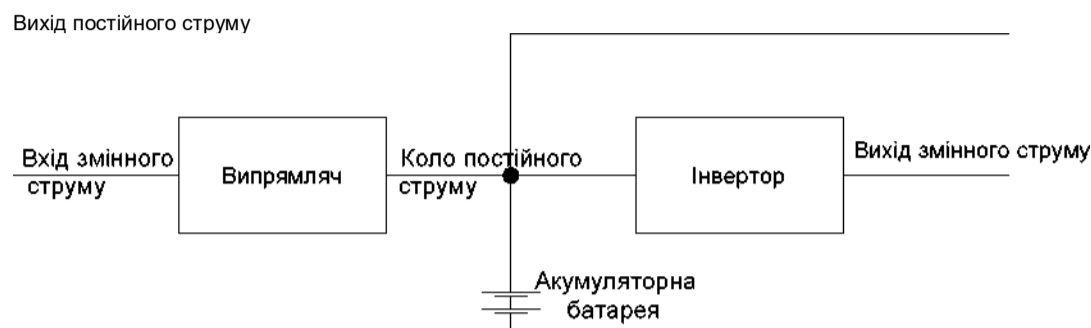 Вихід постійного струму
Вхід змінного
струму
Випрямляч
Коло постійного
струму
Інвертор
Вихід змінного струму
Акумуляторна
батарея